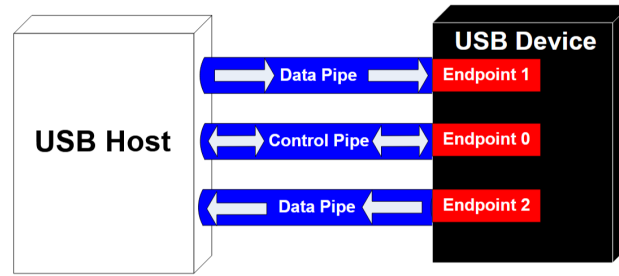 USB Device
Data Pipe
Endpoint 1
USB Host
Control Pipe
Endpoint 0
Data Pipe
Endpoint 2